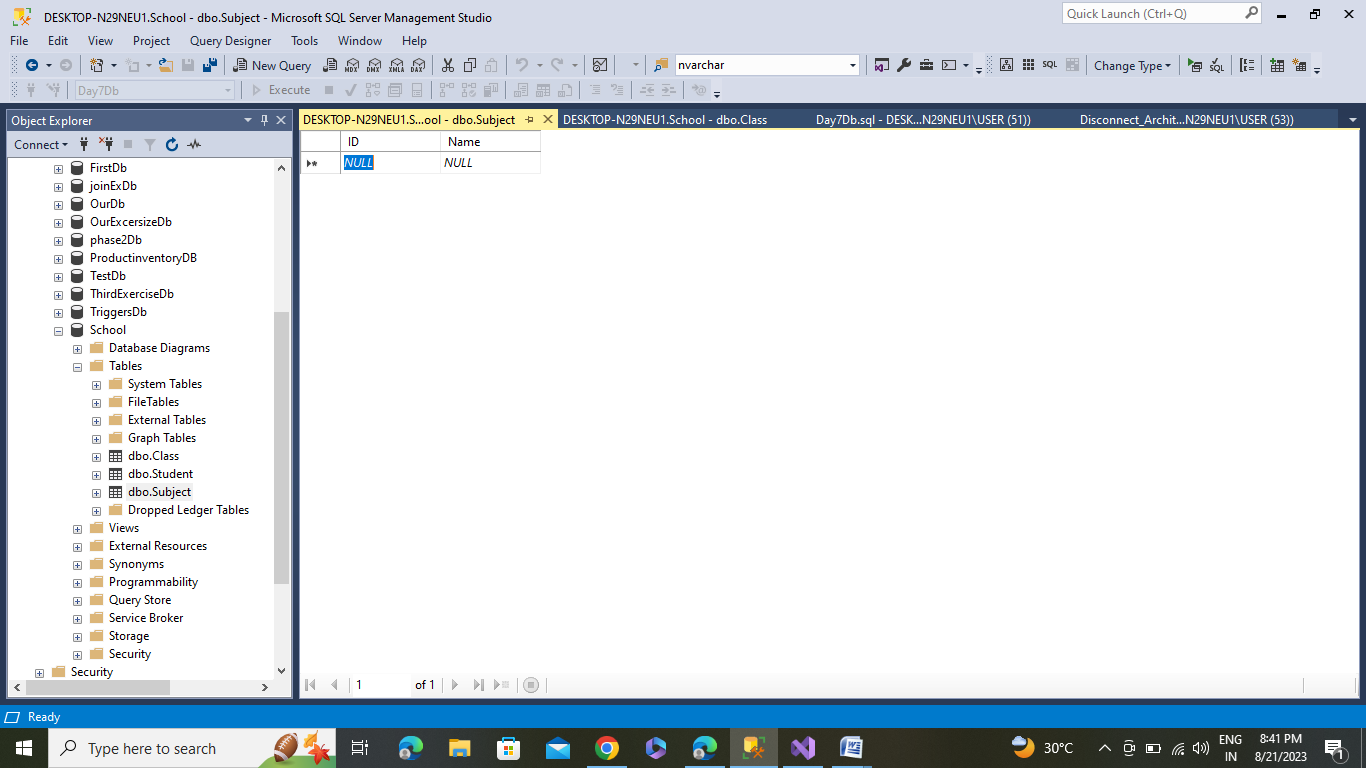 DESKTOP-N29NEU1.School - dbo.Subject - Microsoft SQL Server Management Studio
Quick Launch (Ctrl+Q)
File Edit View Project Query Designer Tools Window Help
New Query MDX DMX XMLA DAX nvarchar SQL Change Type SQL
Day7Db Execute
Object Explorer
Connect
FirstDb
joinExDb
OurDb
OurExcersizeDb
phase2Db
ProductinventoryDB
TestDb
ThirdExerciseDb
TriggersDb
School
Database Diagrams
Tables
System Tables
FileTables
External Tables
Graph Tables
dbo.Class
dbo.Student
dbo.Subject
Dropped Ledger Tables
Views
External Resources
Synonyms
Programmability
Query Store
Service Broker
Storage
Security
Security
DESKTOP-N29NEU1.S...ool - dbo.Subject DESKTOP-N29NEU1.School - dbo.Class Day7Db.sql - DESK...N29NEU1\USER (51)) Disconnect_Archit...N29NEU1\USER (53))
ID Name
NULL NULL
1 of 1
Ready
Type here to search
30°C
ENG
IN
8:41 PM
8/21/2023
1